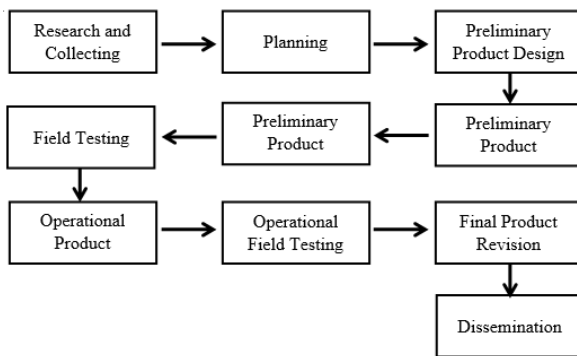 Research and
Collecting
Planning
Preliminary
Product Design
Preliminary
Product
Preliminary
Product
Field Testing
Operational
Product
Operational
Field Testing
Final Product
Revision
Dissemination